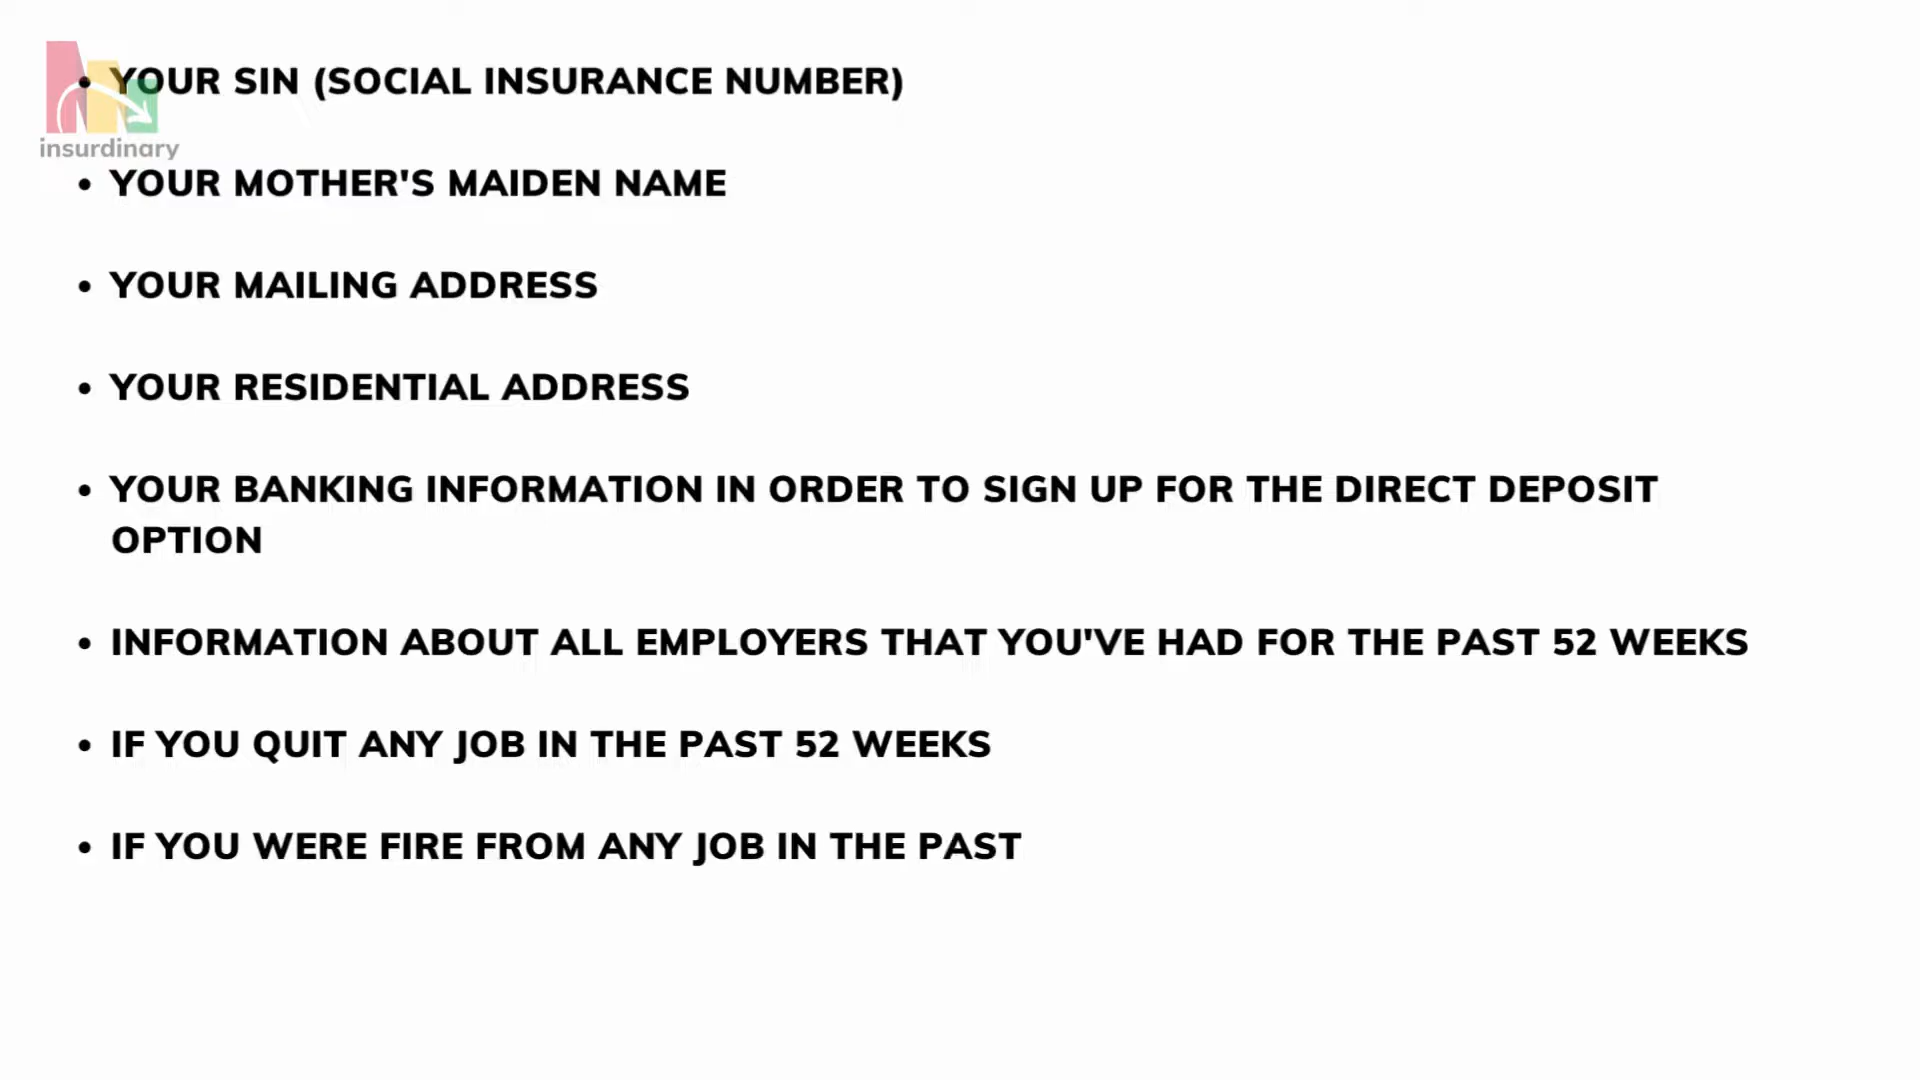 • YOUR SIN (SOCIAL INSURANCE NUMBER)
insurdinary
• YOUR MOTHER'S MAIDEN NAME
• YOUR MAILING ADDRESS
• YOUR RESIDENTIAL ADDRESS
• YOUR BANKING INFORMATION IN ORDER TO SIGN UP FOR THE DIRECT DEPOSIT
OPTION
• INFORMATION ABOUT ALL EMPLOYERS THAT YOU'VE HAD FOR THE PAST 52 WEEKS
• IF YOU QUIT ANY JOB IN THE PAST 52 WEEKS
• IF YOU WERE FIRE FROM ANY JOB IN THE PAST